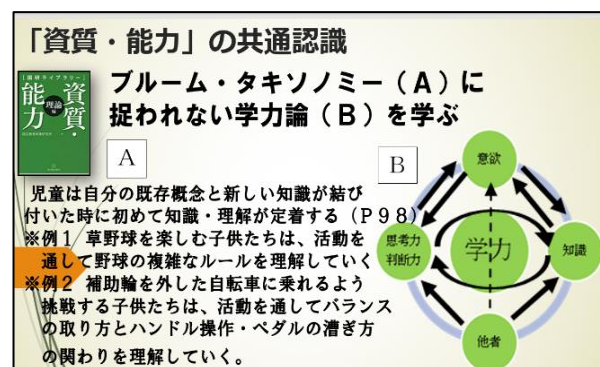 「資質・能力」の共通認識
ブルーム・タキソノミー（A）に
捉われない学力論（B）を学ぶ
資質・
能力
理論編
A
B
児童は自分の既存概念と新しい知識が結び
付いた時に初めて知識・理解が定着する（P９８）
※例１ 草野球を楽しむ子供たちは、活動を
通して野球の複雑なルールを理解していく
※例２ 補助輪を外した自転車に乗れるよう
挑戦する子供たちは、活動を通してバランス
の取り方とハンドル操作・ペダルの漕ぎ方
の関わりを理解していく。
意欲
思考力
判断力
学力
知識
他者